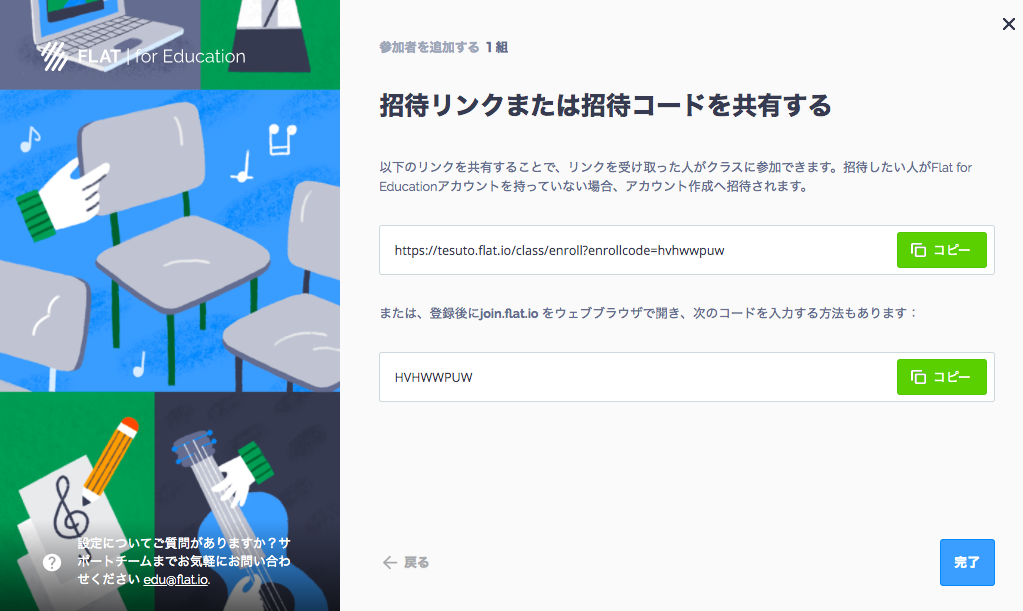 FLAT | for Education
参加者を追加する 1 組
招待リンクまたは招待コードを共有する
以下のリンクを共有することで、リンクを受け取った人がクラスに参加できます。招待したい人がFlat for
Educationアカウントを持っていない場合、アカウント作成へ招待されます。
https://tesuto.flat.io/class/enroll?enrollcode=hvhwwpuw
コピー
または、登録後にjoin.flat.io をウェブブラウザで開き、次のコードを入力する方法もあります：
HVHWWPUW
コピー
設定についてご質問がありますか？サ
ポートチームまでお気軽にお問い合わ
せください edu@flat.io.
戻る
完了